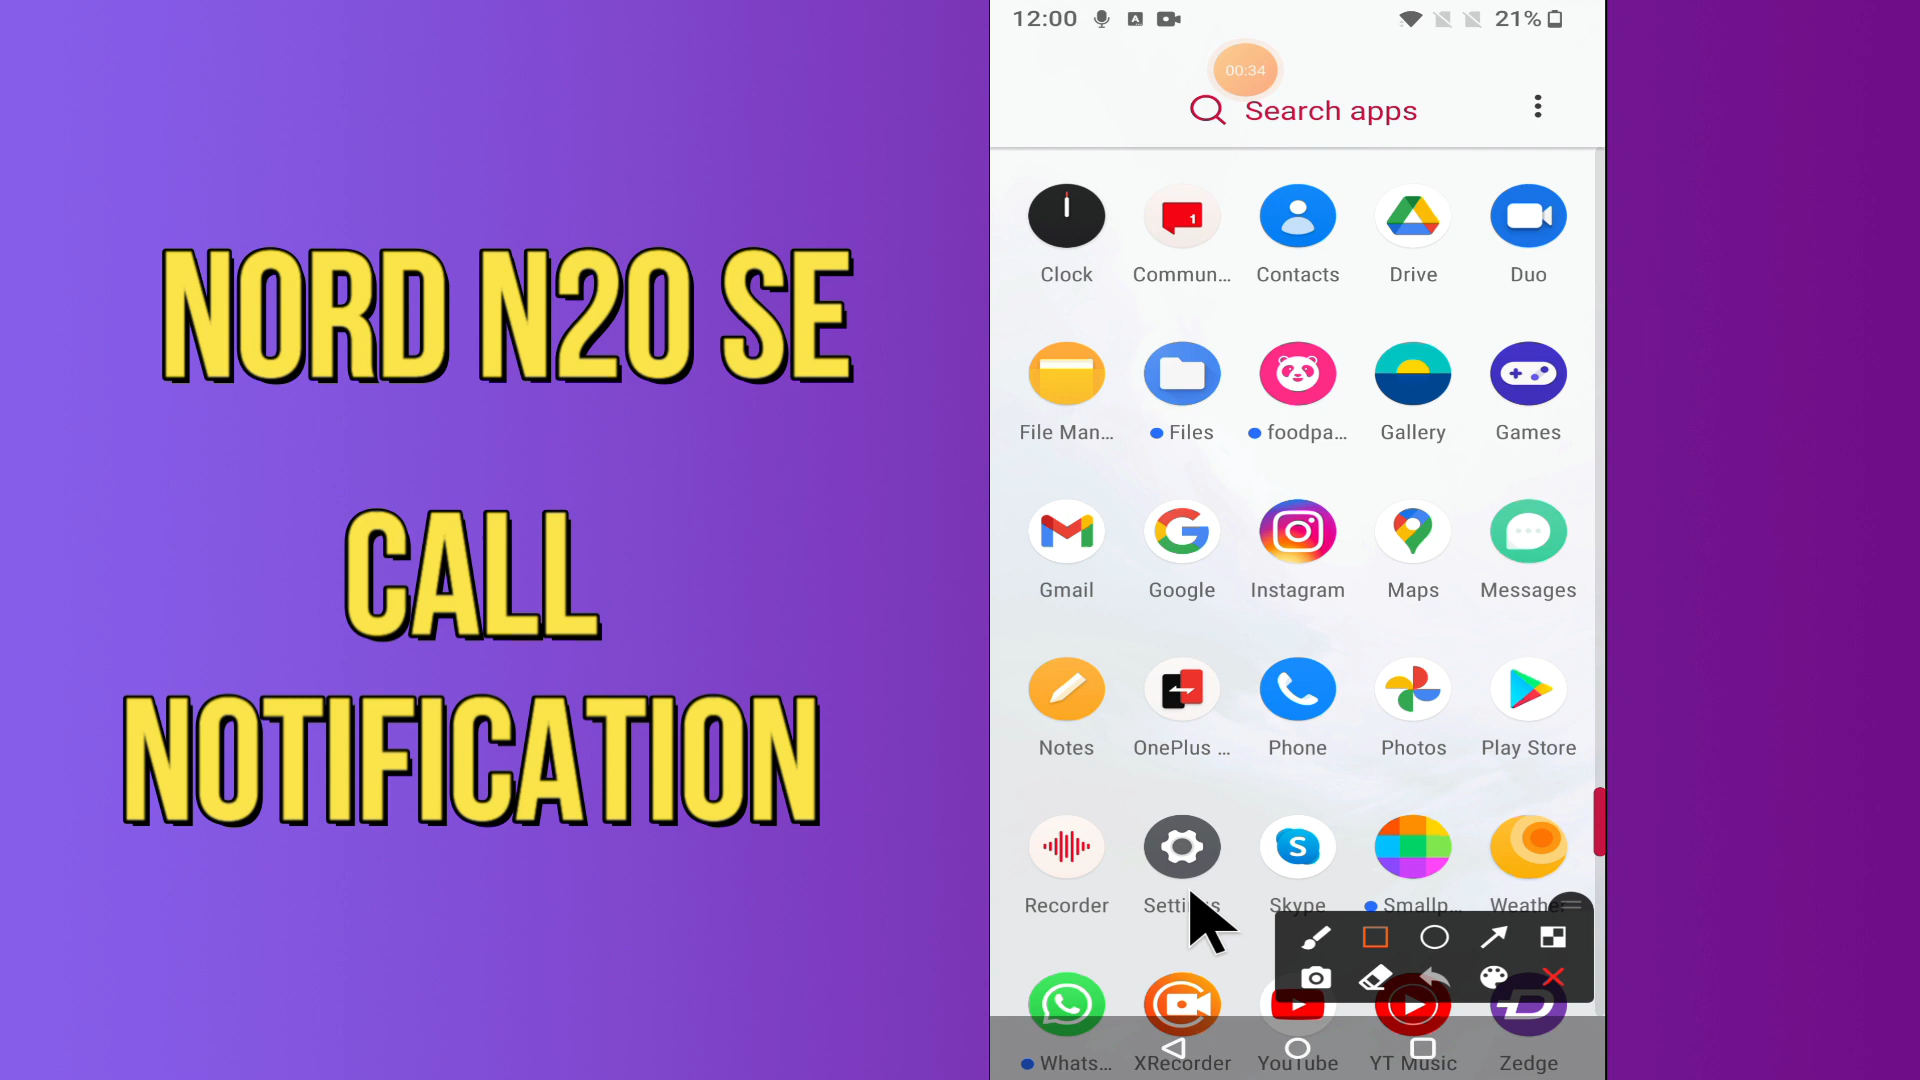 NORD N20 SE
CALL
NOTIFICATION
12:00
21%
00:34
Search apps
Clock
Commun...
Contacts
Drive
Duo
File Man...
Files
foodpa...
Gallery
Games
Gmail
Google
Instagram
Maps
Messages
Notes
OnePlus ...
Phone
Photos
Play Store
Recorder
Skype
Smallp...
Whats...
XRecorder
YouTube
YT Music
Zedge